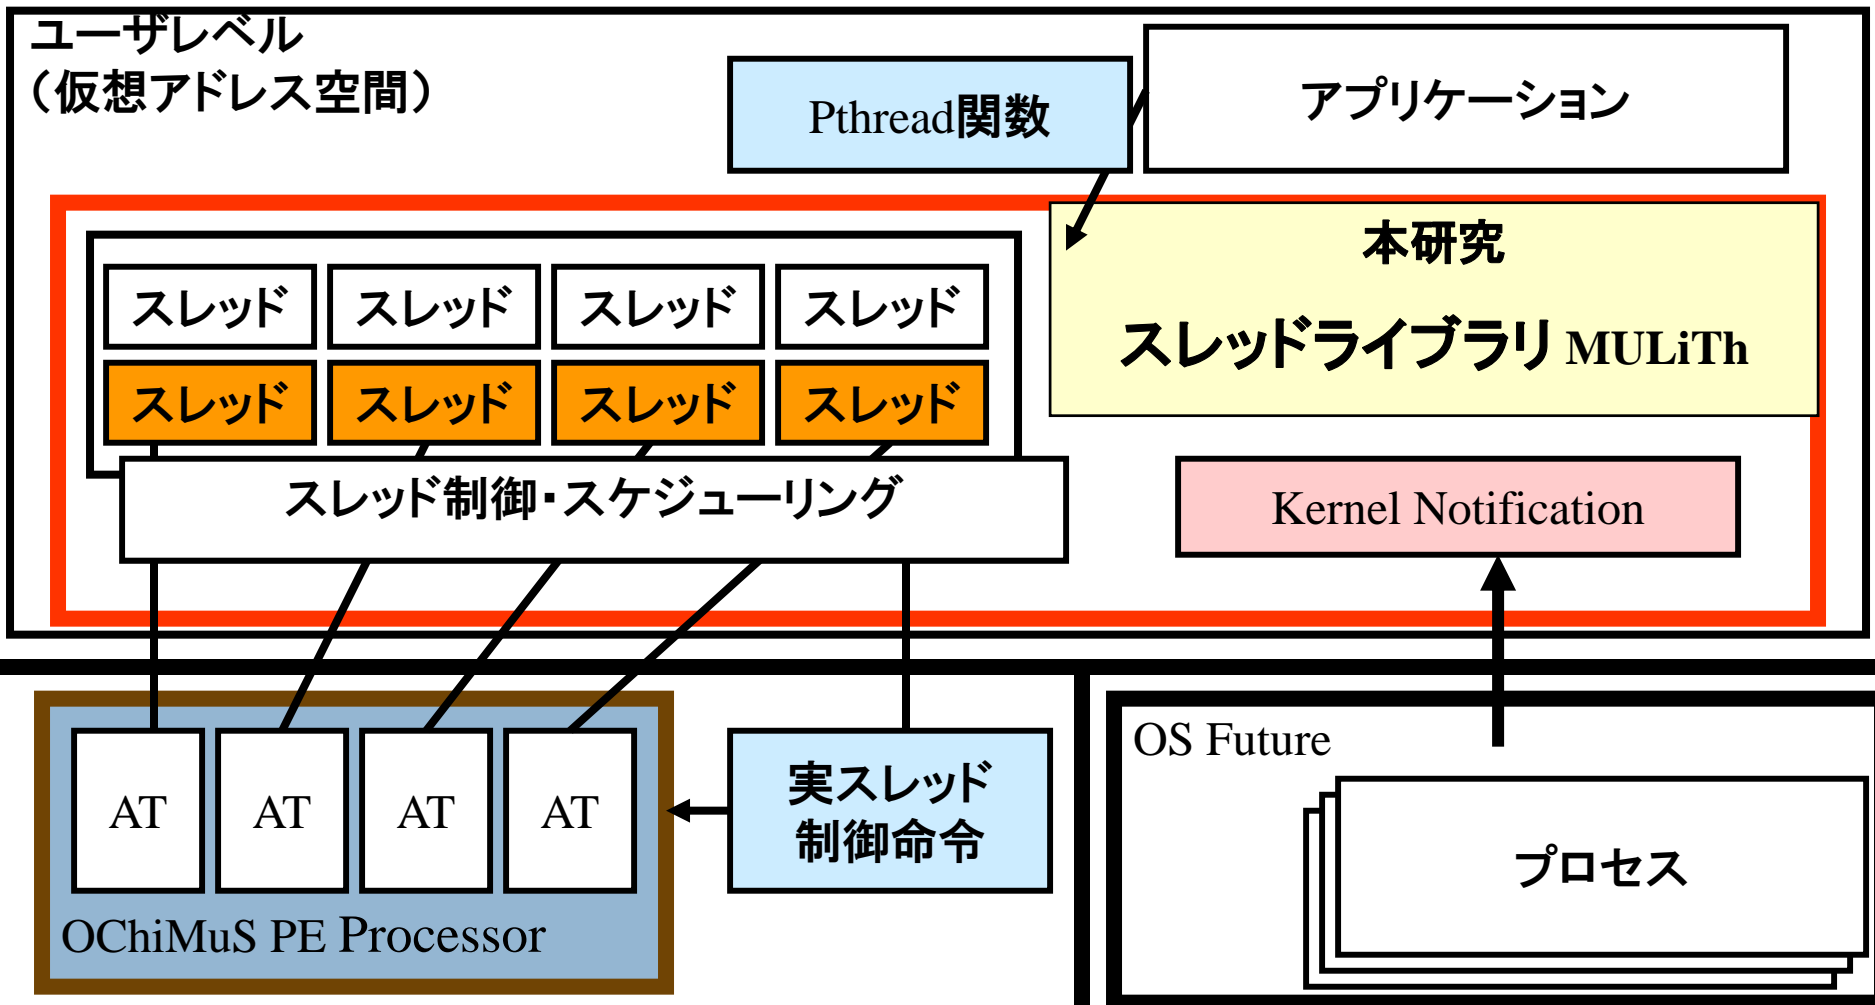 ユーザレベル
（仮想アドレス空間）
Pthread関数
アプリケーション
本研究
スレッドライブラリ MULiTh
スレッド スレッド スレッド スレッド
スレッド スレッド スレッド スレッド
スレッド制御・スケジューリング
Kernel Notification
AT AT AT AT
OChiMuS PE Processor
実スレッド
制御命令
OS Future
プロセス